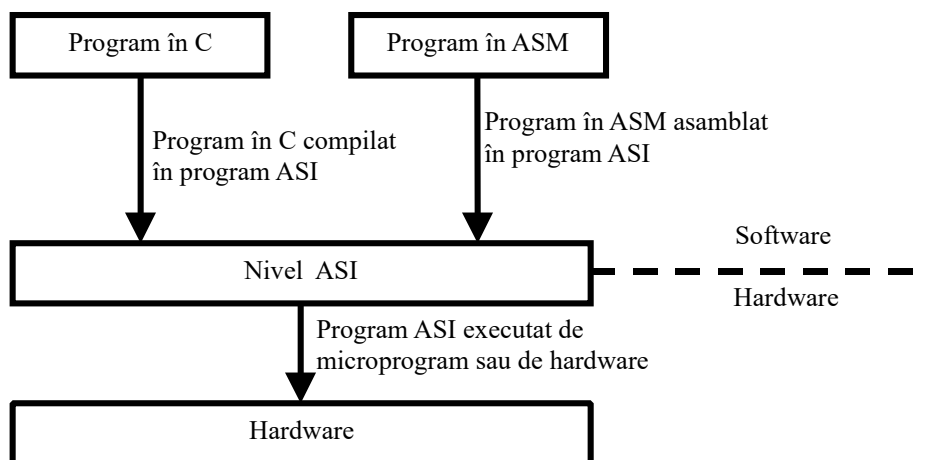 Program în C
Program în ASM
Program în C compilat
în program ASI
Program în ASM asamblat
în program ASI
Software
Nivel ASI
Hardware
Program ASI executat de
microprogram sau de hardware
Hardware